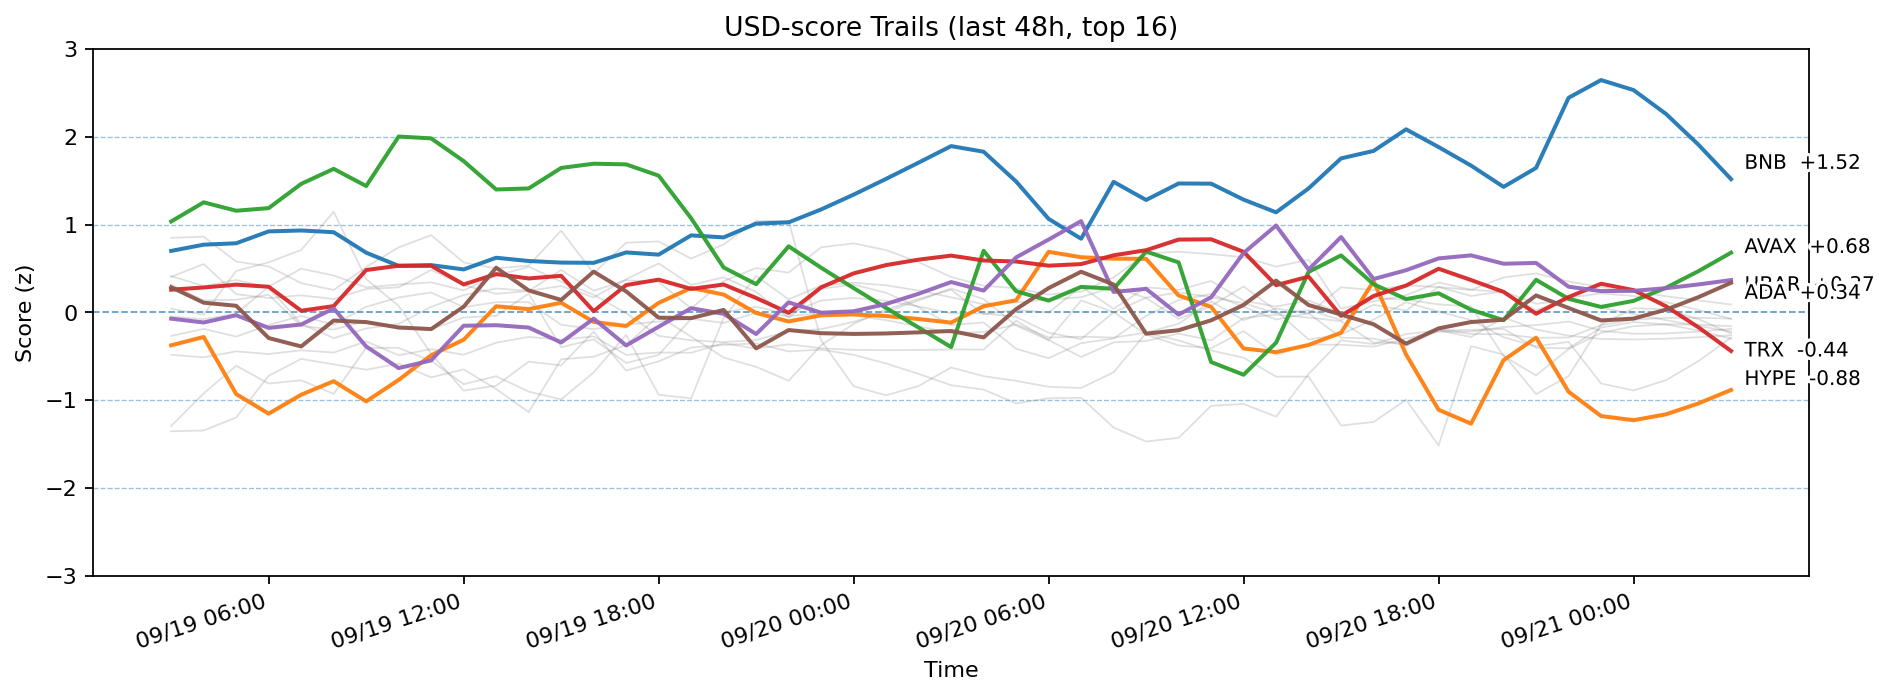 USD-score Trails (last 48h, top 16)
Score (z)
3
2
1
0
−1
−2
−3
BNB +1.52
AVAX +0.68
HBAR +0.37
ADA +0.34
TRX -0.44
HYPE -0.88
09/19 06:00
09/19 12:00
09/19 18:00
09/20 00:00
09/20 06:00
09/20 12:00
09/20 18:00
09/21 00:00
Time